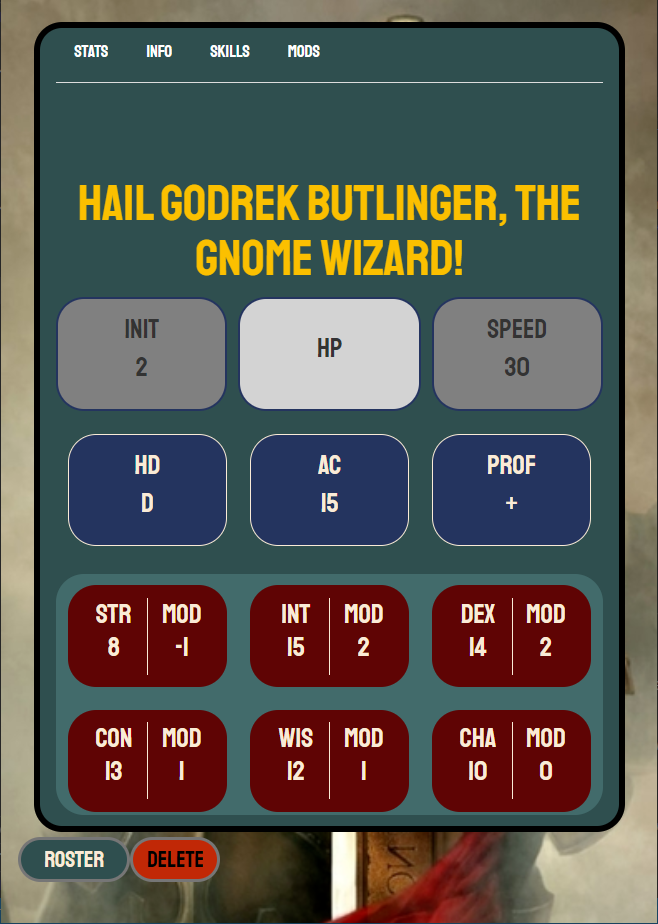 STATS INFO SKILLS MODS
HAIL GODREK BUTLINGER, THE
GNOME WIZARD!
INIT HP SPEED
2 30
HD AC PROF
D 15 +
STR MOD INT MOD DEX MOD
8 -1 15 2 14 2
CON MOD WIS MOD CHA MOD
13 1 12 1 10 0
ROSTER DELETE